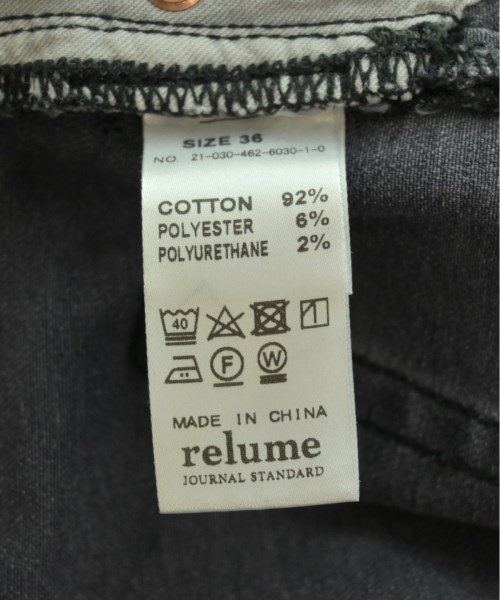 SIZE 36
NO. 21-030-462-6030-1-0
COTTON 92%
POLYESTER 6%
POLYURETHANE 2%
40
F W
MADE IN CHINA
relume
JOURNAL STANDARD